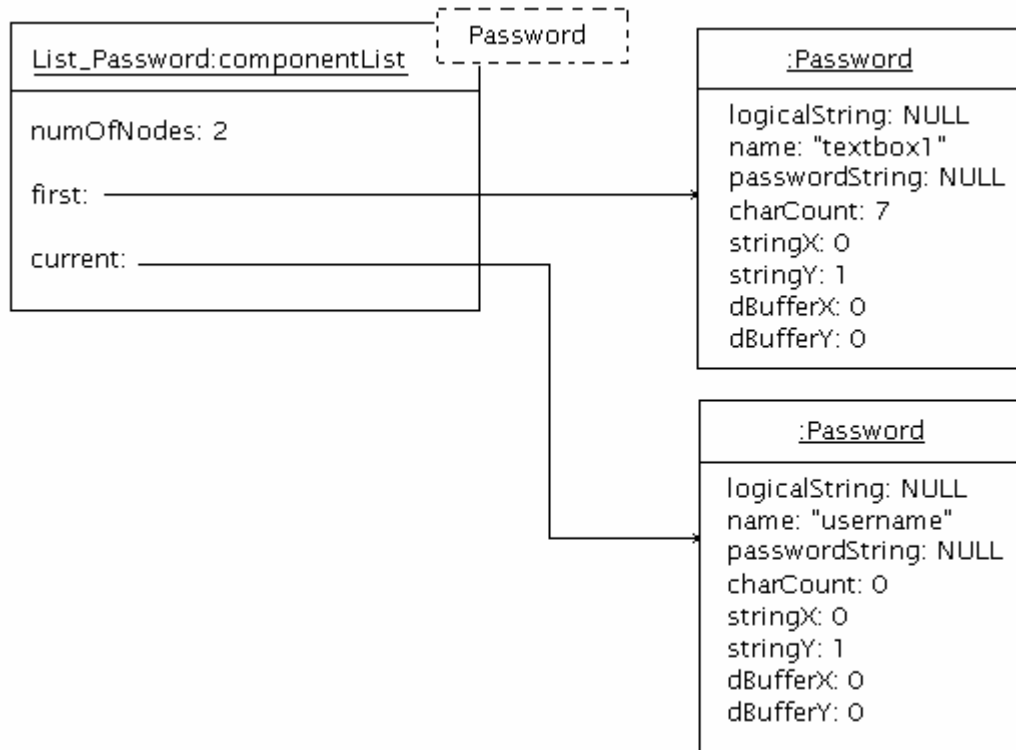 List_Password:componentList
Password
numOfNodes: 2
first:
current:
:Password
logicalString: NULL
name: "textbox1"
passwordString: NULL
charCount: 7
stringX: 0
stringY: 1
dBufferX: 0
dBufferY: 0
:Password
logicalString: NULL
name: "username"
passwordString: NULL
charCount: 0
stringX: 0
stringY: 1
dBufferX: 0
dBufferY: 0